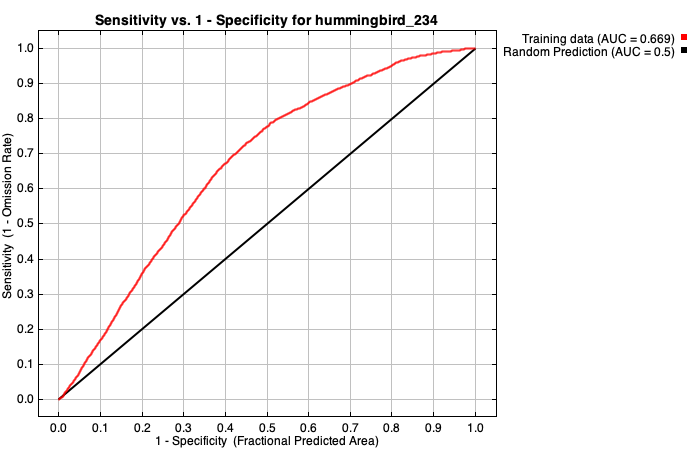 Sensitivity vs. 1 - Specificity for hummingbird_234
Training data (AUC = 0.669)
Random Prediction (AUC = 0.5)
Sensitivity (1 - Omission Rate)
1.0
0.9
0.8
0.7
0.6
0.5
0.4
0.3
0.2
0.1
0.0
0.0 0.1 0.2 0.3 0.4 0.5 0.6 0.7 0.8 0.9 1.0
1 - Specificity (Fractional Predicted Area)